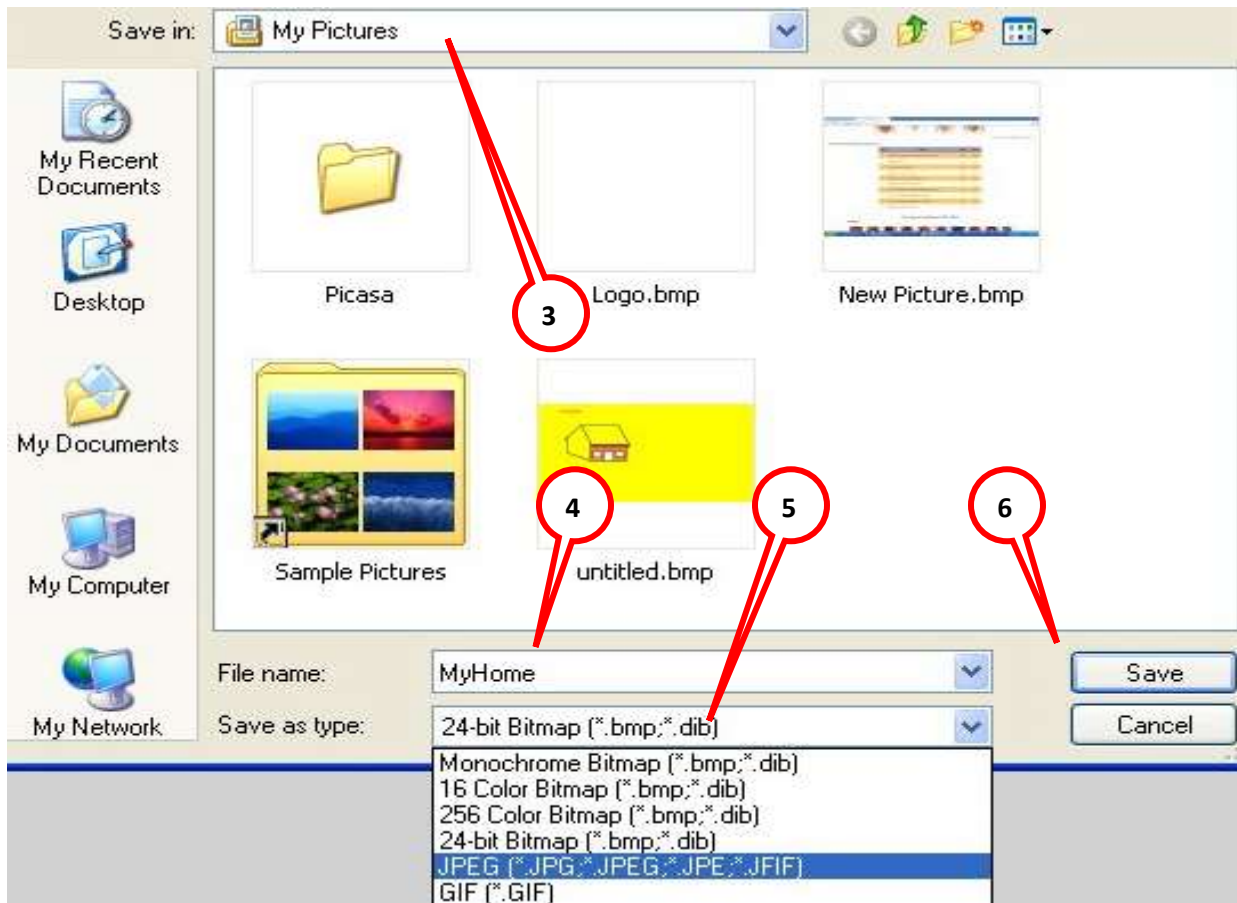 Save in: My Pictures
My Recent
Documents
Desktop
My Documents
My Computer
My Network
Picasa
3
Logo.bmp
New Picture.bmp
Sample Pictures
4
untitled.bmp
5
6
File name: MyHome Save
Save as type: 24-bit Bitmap (*.bmp;*.dib) Cancel
Monochrome Bitmap (*.bmp;*.dib)
16 Color Bitmap (*.bmp;*.dib)
256 Color Bitmap (*.bmp;*.dib)
24-bit Bitmap (*.bmp;*.dib)
JPEG (*.JPG;*.JPEG;*.JPE;*.JFIF)
GIF (*.GIF)